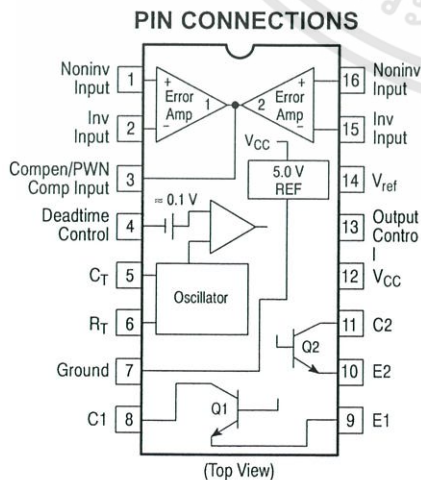 PIN CONNECTIONS
Noninv
Input
1
+
Error
Amp
1
2
+
Error
Amp
16
Noninv
Input
Inv
Input
2
–
–
15
Inv
Input
VCC
Compen/PWN
Comp Input
3
5.0 V
REF
14
Vref
≈ 0.1 V
Deadtime
Control
4
13
Output
Contro
l
CT
5
Oscillator
12
VCC
RT
6
11
C2
Q2
Ground
7
10
E2
C1
8
Q1
9
E1
(Top View)